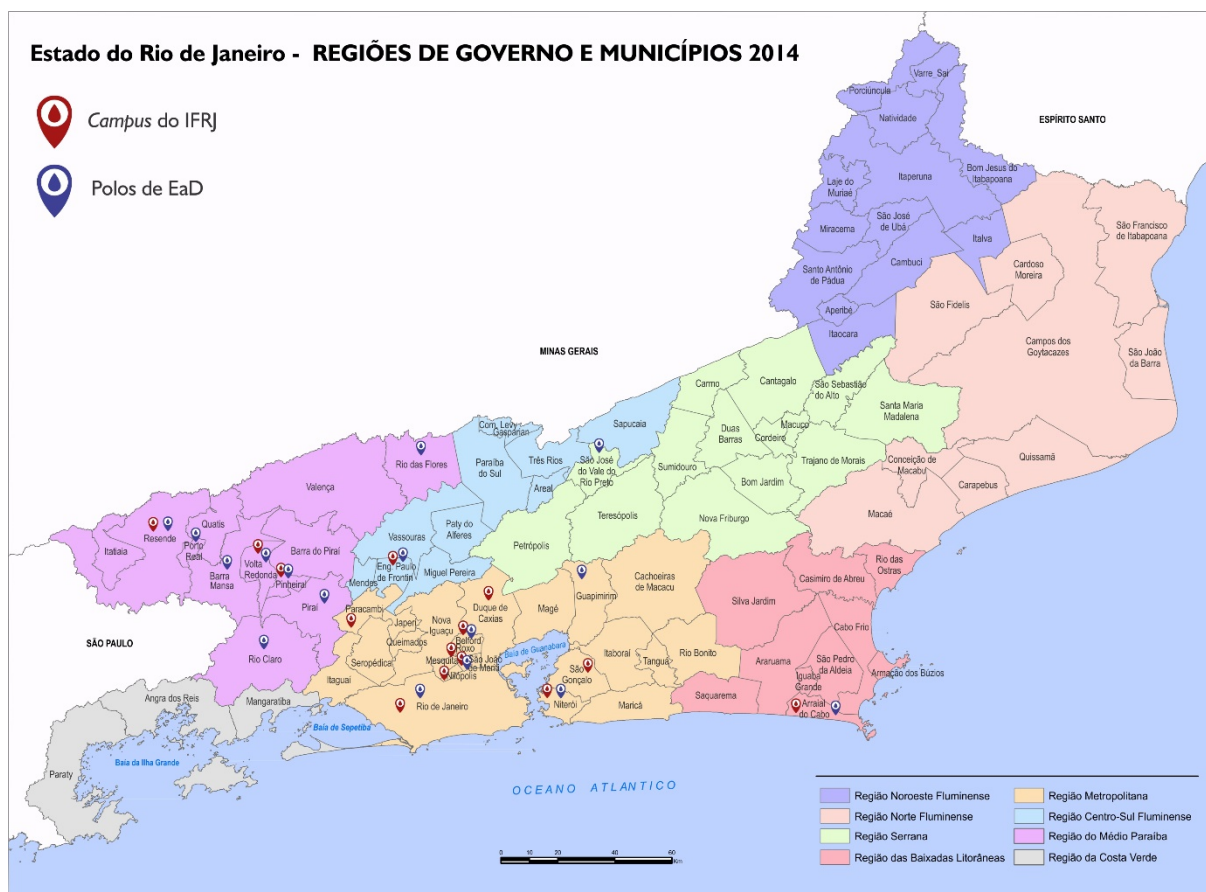 Estado do Rio de Janeiro - REGIÕES DE GOVERNO E MUNICÍPIOS 2014
Campus do IFRJ
Polos de EaD
ESPÍRITO SANTO
MINAS GERAIS
SÃO PAULO
Varre Sai
Porciúncula
Natividade
Bom Jesus do
Itabapoana
Itaperuna
Laje do
Muriaé
São José
de Ubá
Miracema
Italva
Cambuci
Santo Antônio
de Pádua
Aperibé
Itaocara
São Francisco
de Itabapoana
Cardoso
Moreira
São Fidelis
Campos dos
Goytacazes
São João
da Barra
Quissamã
Conceição de
Macabu
Carapebus
Macaé
Carmo
Cantagalo
São Sebastião
do Alto
Santa Maria
Madalena
Macuco
Cordeiro
Duas
Barras
Trajano de Morais
Sumidouro
Bom Jardim
São José
do Vale do
Rio Preto
Teresópolis
Nova Friburgo
Petrópolis
Sapucaia
Com. Levy
Gasparian
Três Rios
Paraíba
do Sul
Areal
Paty do
Alferes
Vassouras
Eng. Paulo
de Frontin
Miguel Pereira
Mendes
Rio das Flores
Valença
Quatis
Resende
Itatiaia
Porto
Real
Barra
Mansa
Volta
Redonda
Barra do Piraí
Pinheiral
Piraí
Rio Claro
Paracambi
Japeri
Nova
Iguaçu
Queimados
Seropédica
Itaguaí
Duque de
Caxias
Belford
Roxo
Mesquita
São João
de Meriti
Nilópolis
Rio de Janeiro
Magé
Guapimirim
Cachoeiras
de Macacu
Itaboraí
Tanguá
Rio Bonito
São
Gonçalo
Niterói
Maricá
Baía de Guanabara
Rio das
Ostras
Casimiro de Abreu
Silva Jardim
Cabo Frio
Araruama
São Pedro
da Aldeia
Iguaba
Grande
Armação dos Búzios
Saquarema
Arraial
do Cabo
Angra dos Reis
Mangaratiba
Paraty
Baía de Sepetiba
Baía da Ilha Grande
OCEANO ATLANTICO
Região Noroeste Fluminense
Região Norte Fluminense
Região Serrana
Região das Baixadas Litorâneas
Região Metropolitana
Região Centro-Sul Fluminense
Região do Médio Paraíba
Região da Costa Verde
0 10 20 40 60
Km